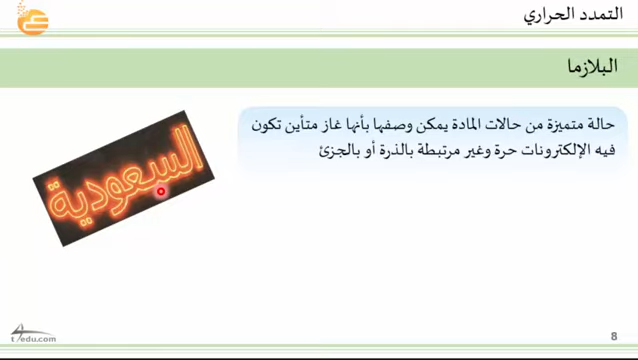 التمدد الحراري
البلازما
حالة متميزة من حالات المادة يمكن وصفها بأنها غاز متأين تكون
فيه الإلكترونات حرة وغير مرتبطة بالذرة أو بالجزئ
السعودية
8
t4edu.com